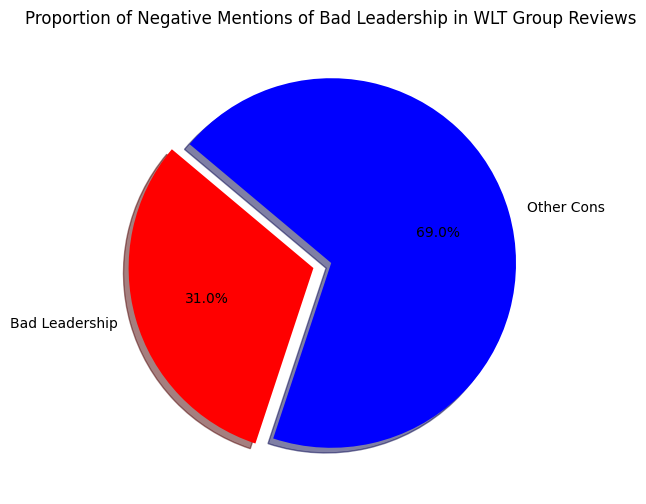 Proportion of Negative Mentions of Bad Leadership in WLT Group Reviews
Other Cons
69.0%
31.0%
Bad Leadership